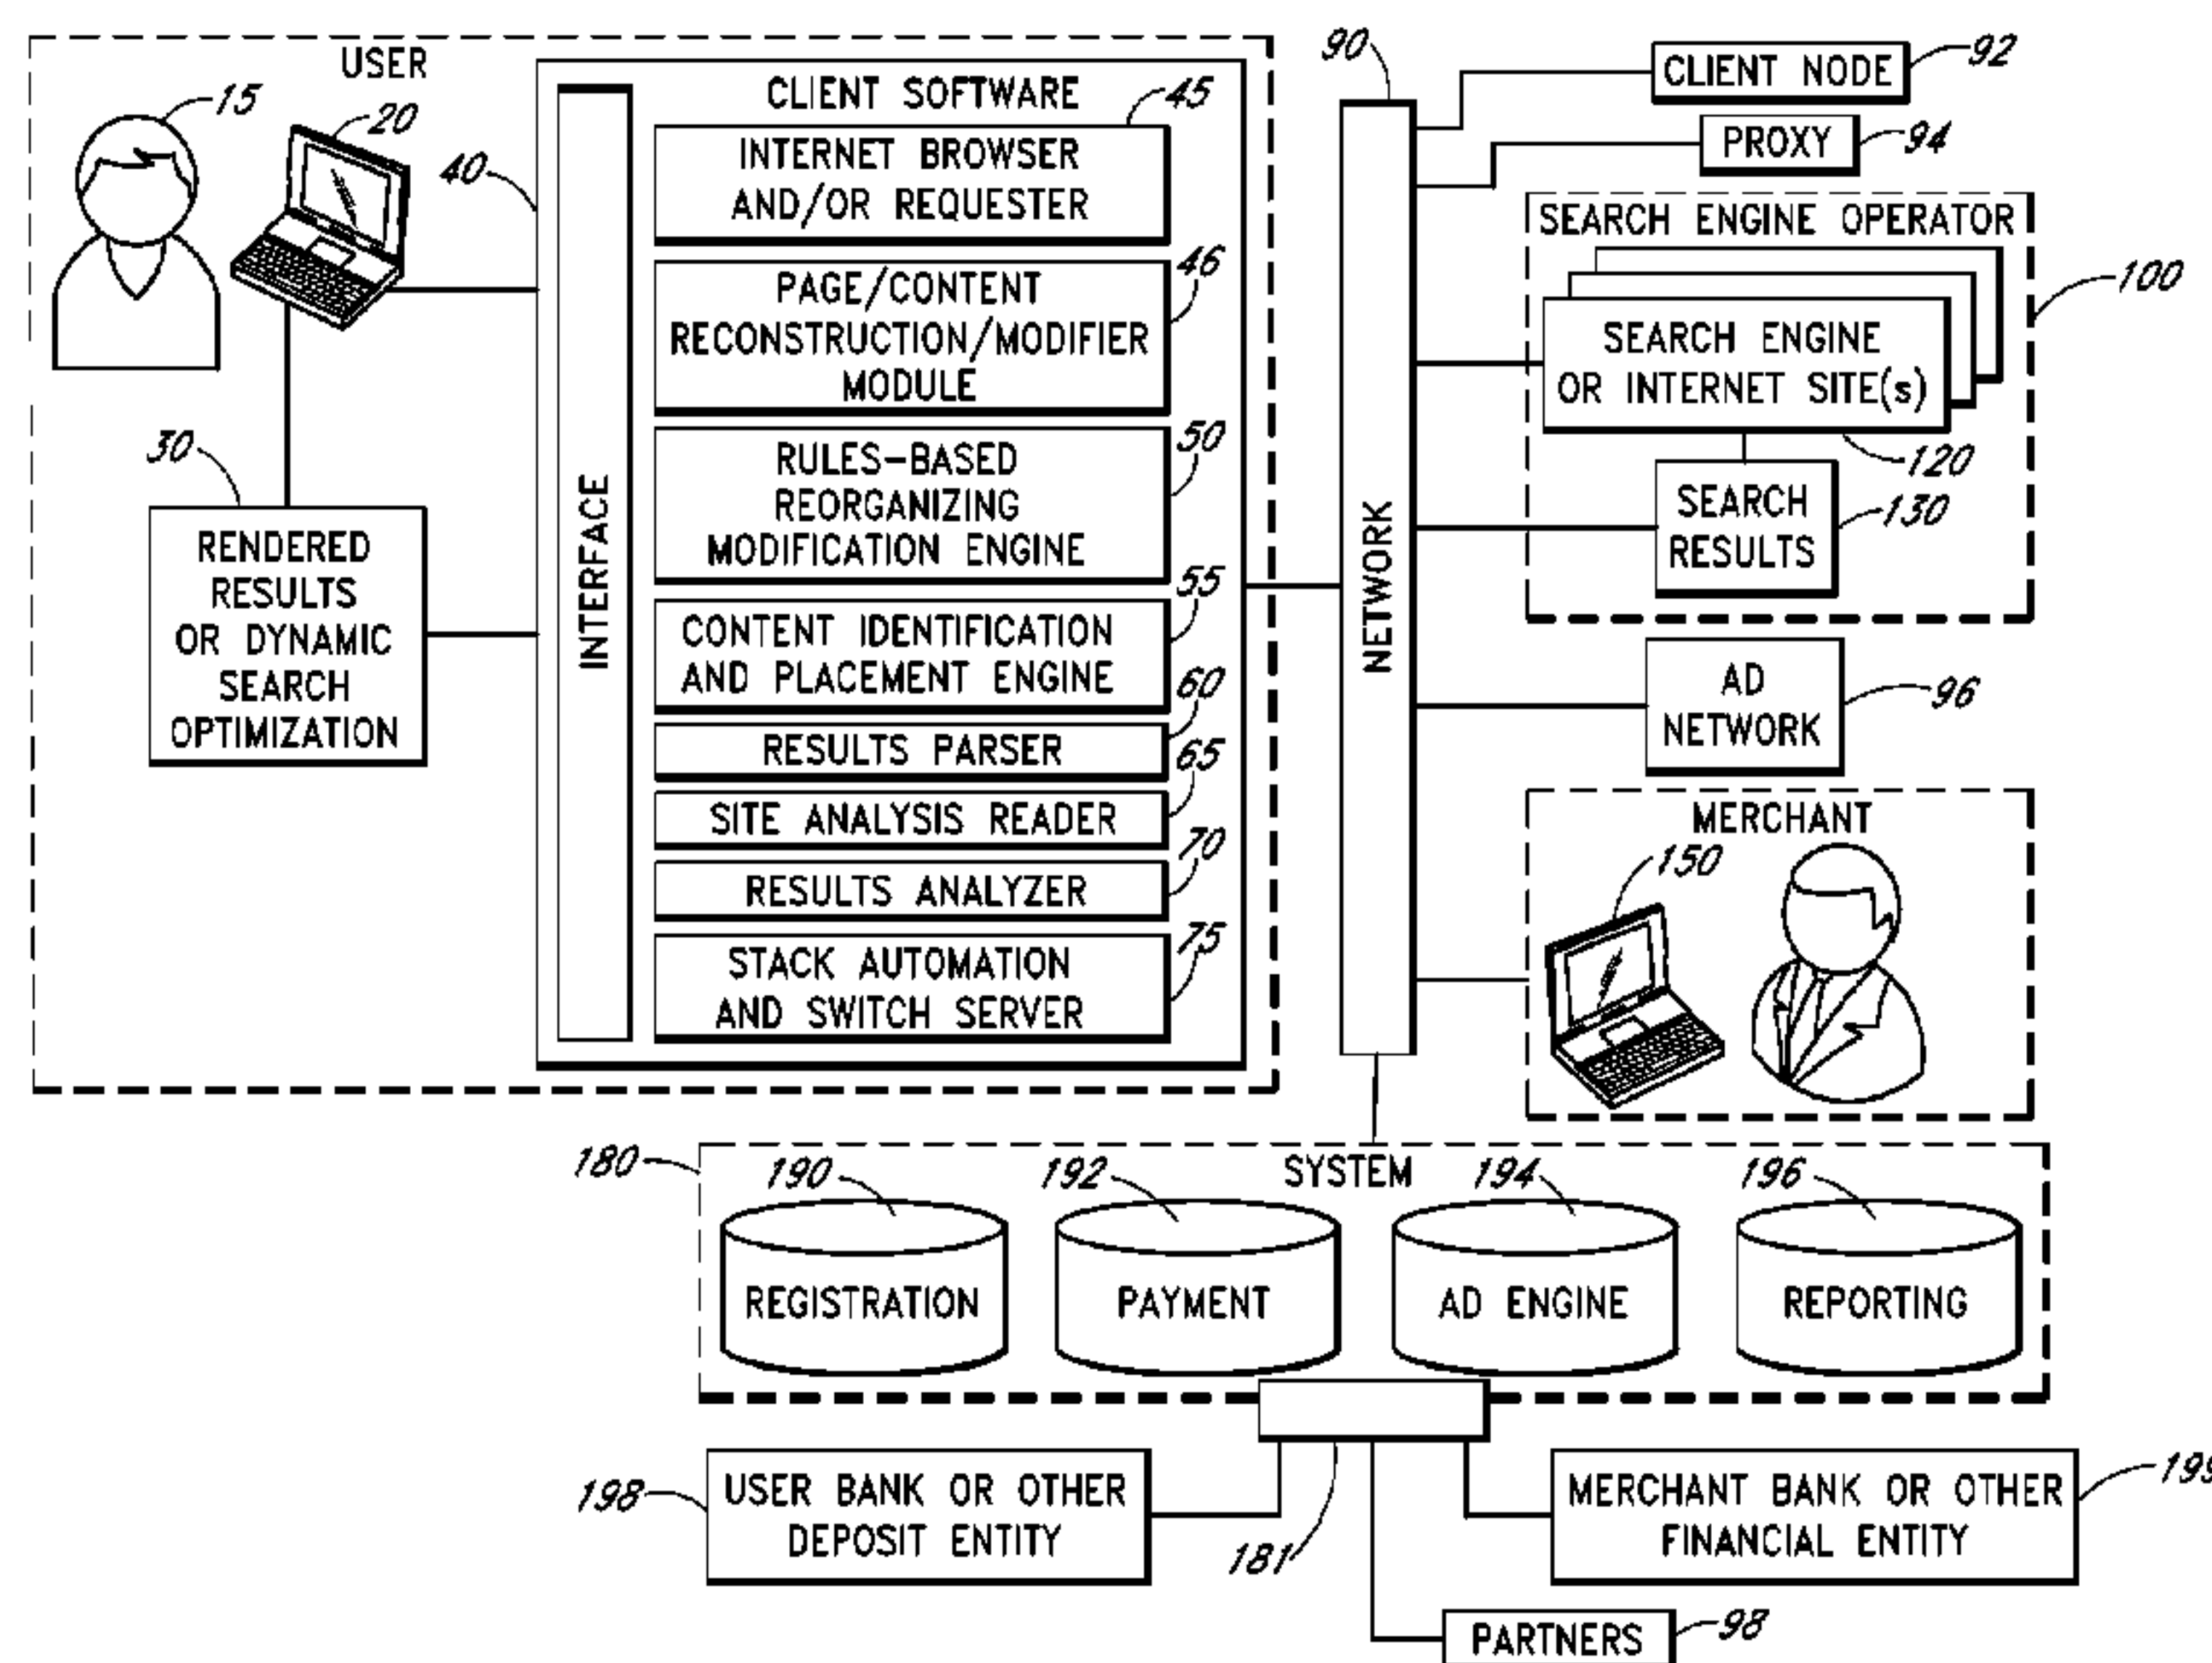 USER
15
20
30
RENDERED
RESULTS
OR DYNAMIC
SEARCH
OPTIMIZATION
40
CLIENT SOFTWARE
INTERFACE
45
INTERNET BROWSER
AND/OR REQUESTER
46
PAGE/CONTENT
RECONSTRUCTION/MODIFIER
MODULE
50
RULES-BASED
REORGANIZING
MODIFICATION ENGINE
55
CONTENT IDENTIFICATION
AND PLACEMENT ENGINE
60
RESULTS PARSER
65
SITE ANALYSIS READER
70
RESULTS ANALYZER
75
STACK AUTOMATION
AND SWITCH SERVER
90
NETWORK
CLIENT NODE
92
PROXY
94
SEARCH ENGINE OPERATOR
100
SEARCH ENGINE
OR INTERNET SITE(s)
120
SEARCH
RESULTS
130
AD
NETWORK
96
MERCHANT
150
180
SYSTEM
190
REGISTRATION
192
PAYMENT
194
AD ENGINE
196
REPORTING
198
USER BANK OR OTHER
DEPOSIT ENTITY
181
MERCHANT BANK OR OTHER
FINANCIAL ENTITY
199
PARTNERS
98